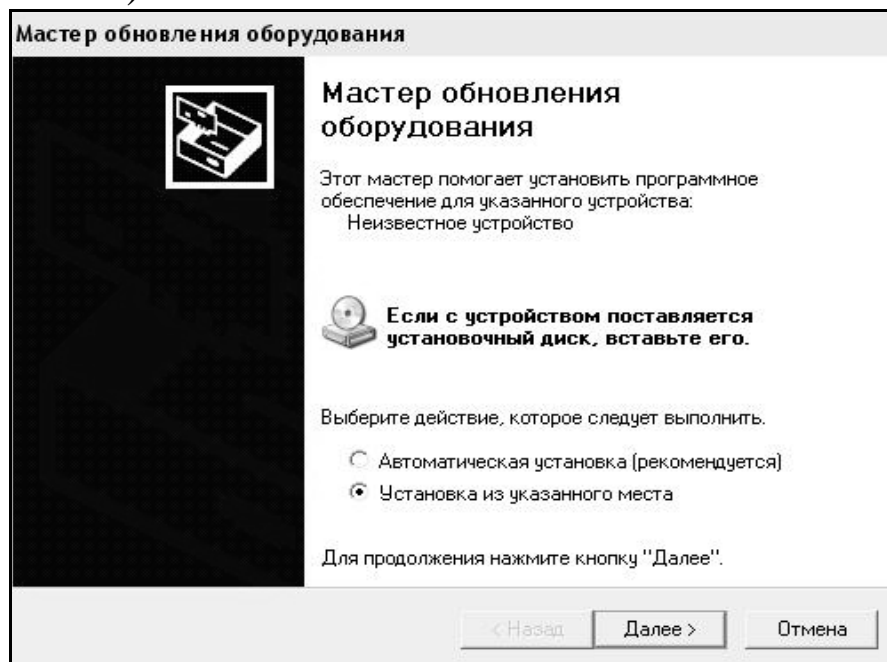 Мастер обновления оборудования
Мастер обновления
оборудования
Этот мастер помогает установить программное
обеспечение для указанного устройства:
Неизвестное устройство
Если с устройством поставляется
установочный диск, вставьте его.
Выберите действие, которое следует выполнить.
Автоматическая установка (рекомендуется)
Установка из указанного места
Для продолжения нажмите кнопку "Далее".
< Назад Далее > Отмена